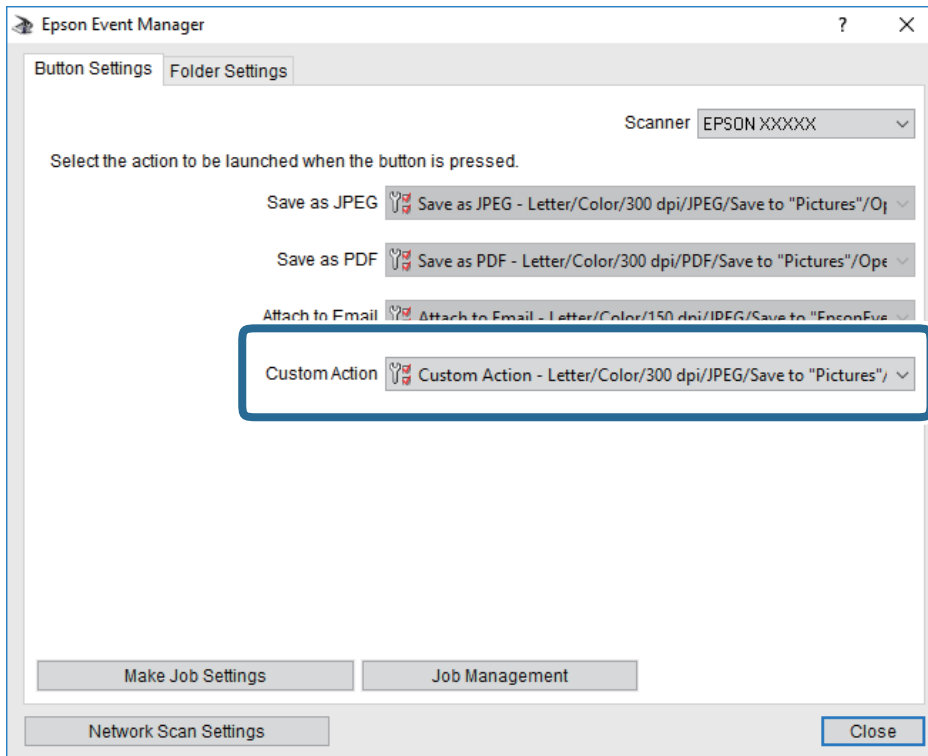 Epson Event Manager
Button Settings Folder Settings
Scanner EPSON XXXXX
Select the action to be launched when the button is pressed.
Save as JPEG Save as JPEG - Letter/Color/300 dpi/JPEG/Save to "Pictures"/Op
Save as PDF Save as PDF - Letter/Color/300 dpi/PDF/Save to "Pictures"/Ope
Attach to Email Attach to Email - Letter/Color/150 dpi/JPEG/Save to "EpsonEve
Custom Action Custom Action - Letter/Color/300 dpi/JPEG/Save to "Pictures"/
Make Job Settings Job Management
Network Scan Settings Close